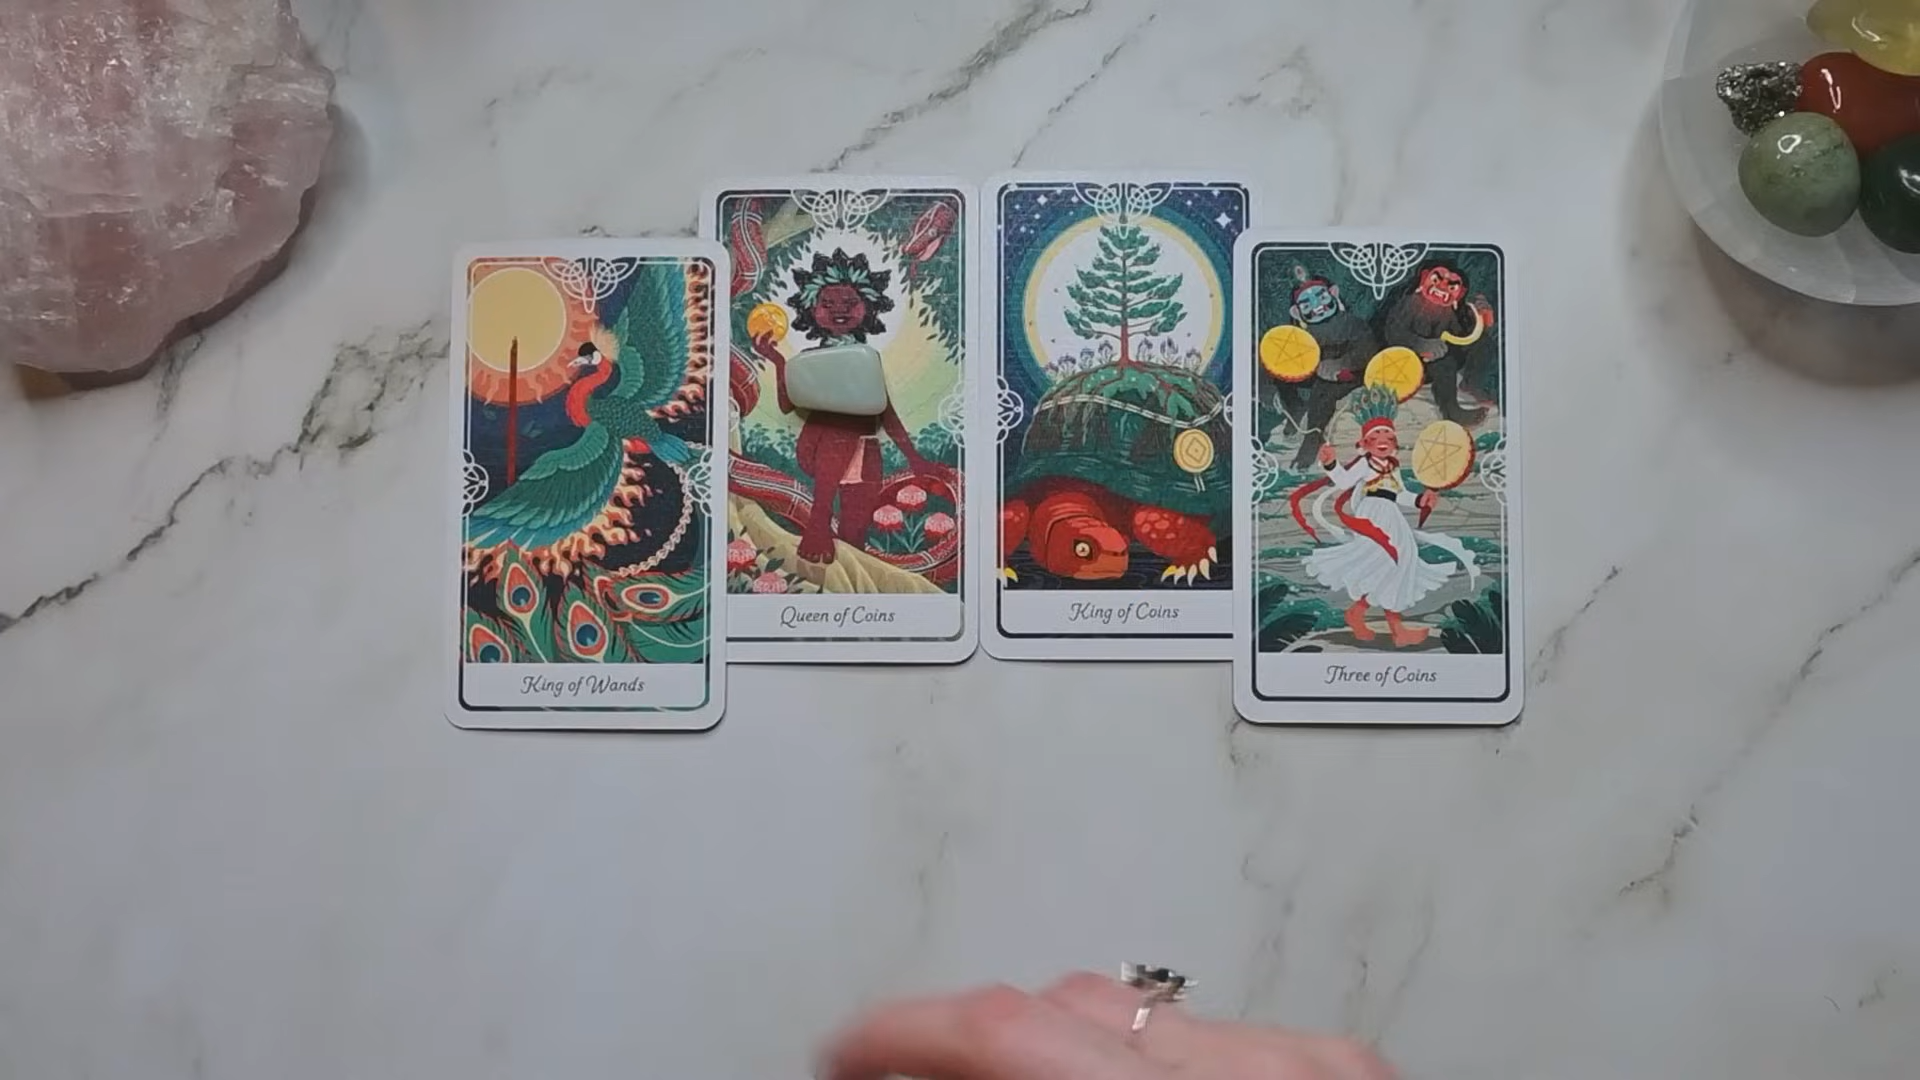 King of Wands
Queen of Coins
King of Coins
Three of Coins